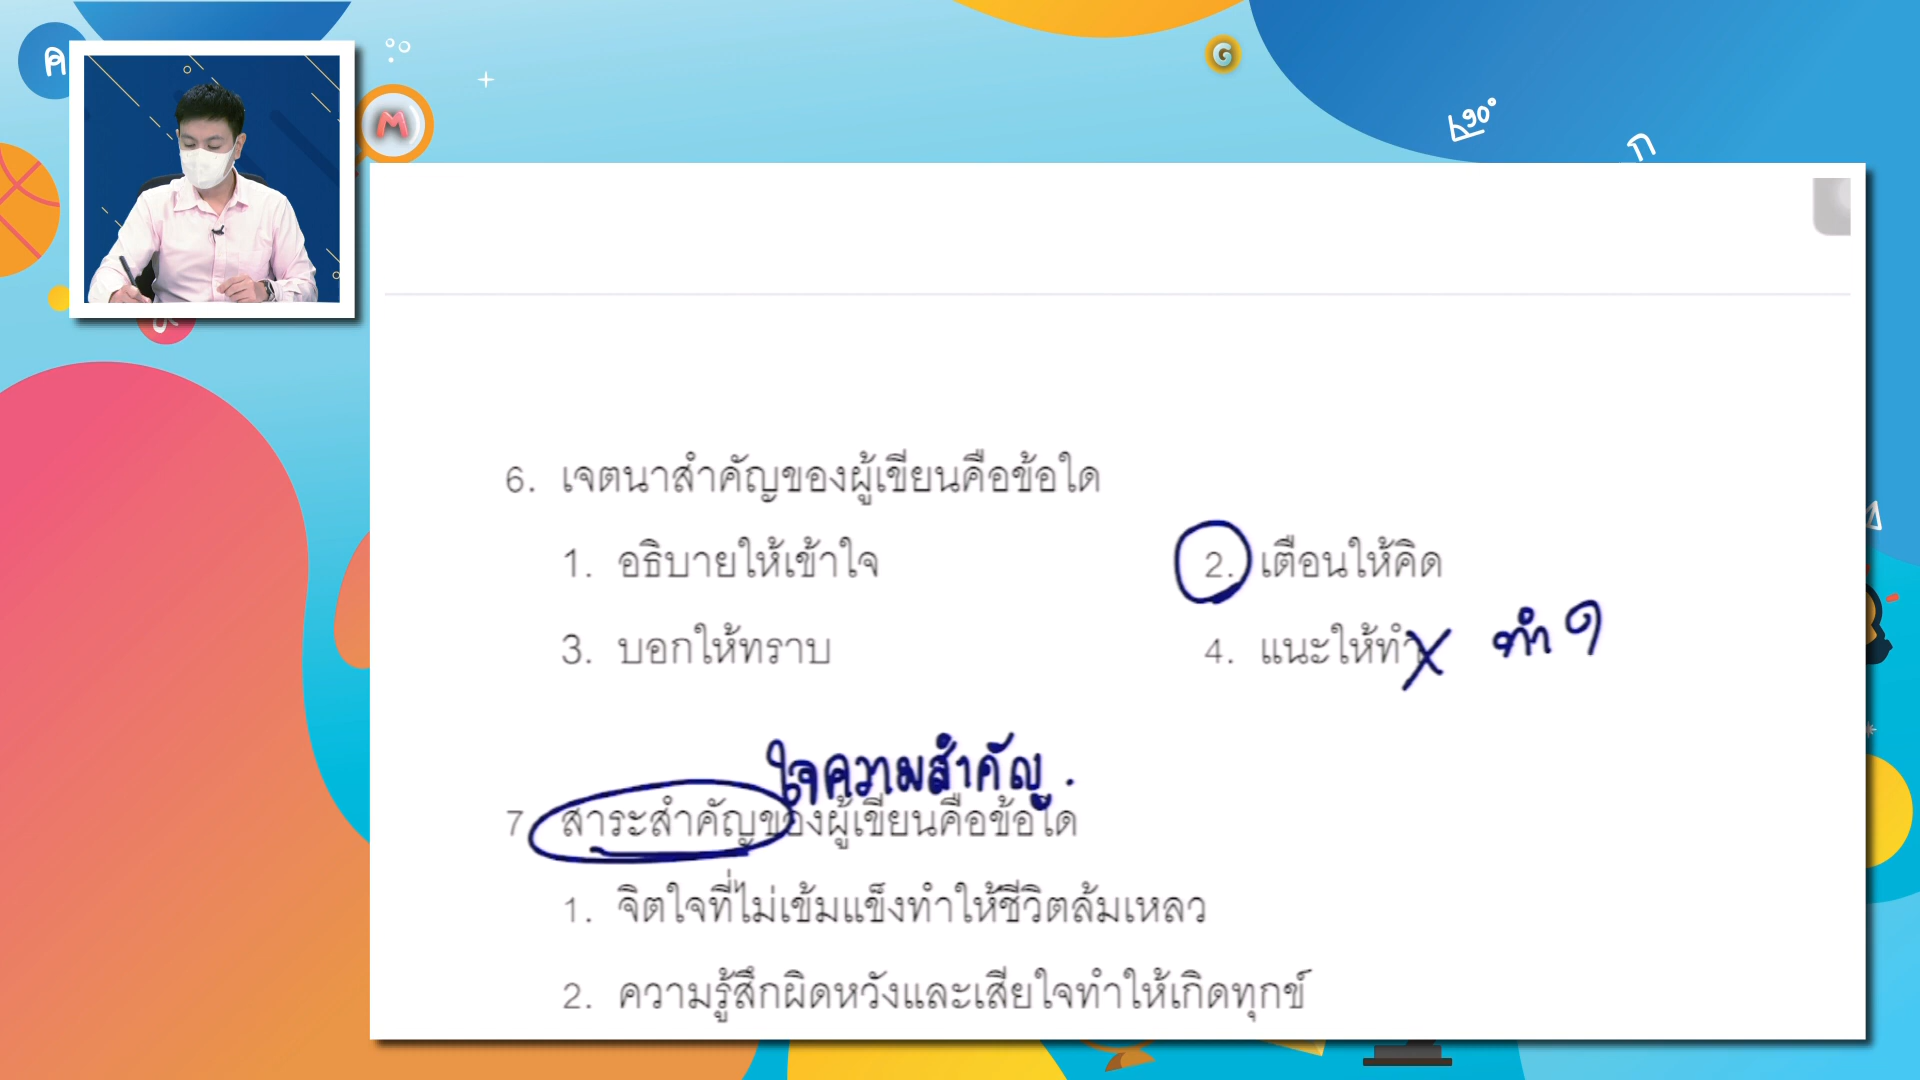 ค
M
G
90°
ก
6. เจตนาสำคัญของผู้เขียนคือข้อใด
1. อธิบายให้เข้าใจ
2. เตือนให้คิด
3. บอกให้ทราบ
4. แนะให้ทำ
X ทำ
ใจความสำคัญ.
7 สาระสำคัญของผู้เขียนคือข้อใด
1. จิตใจที่ไม่เข้มแข็งทำให้ชีวิตล้มเหลว
2. ความรู้สึกผิดหวังและเสียใจทำให้เกิดทุกข์